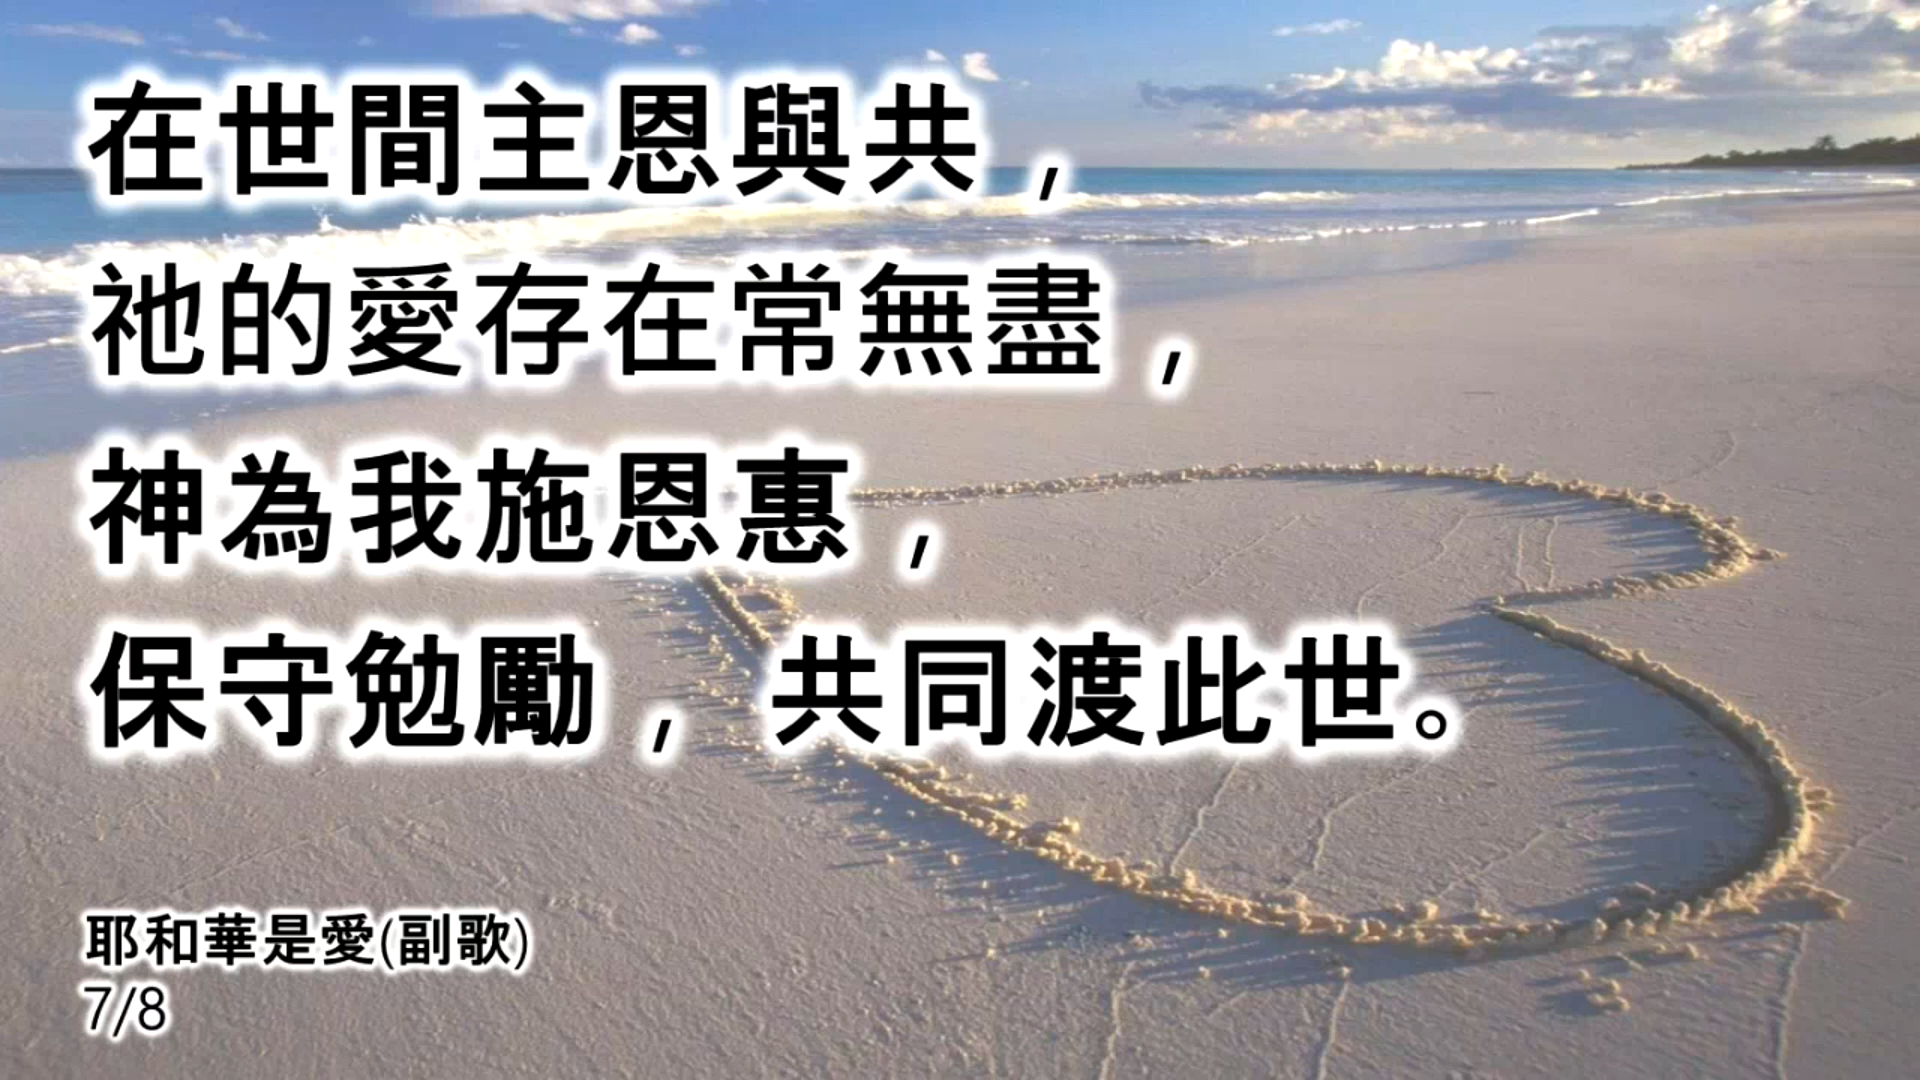 在世間主恩與共，
祂的愛存在常無盡，
神為我施恩惠，
保守勉勵，共同渡此世。
耶和華是愛(副歌)
7/8